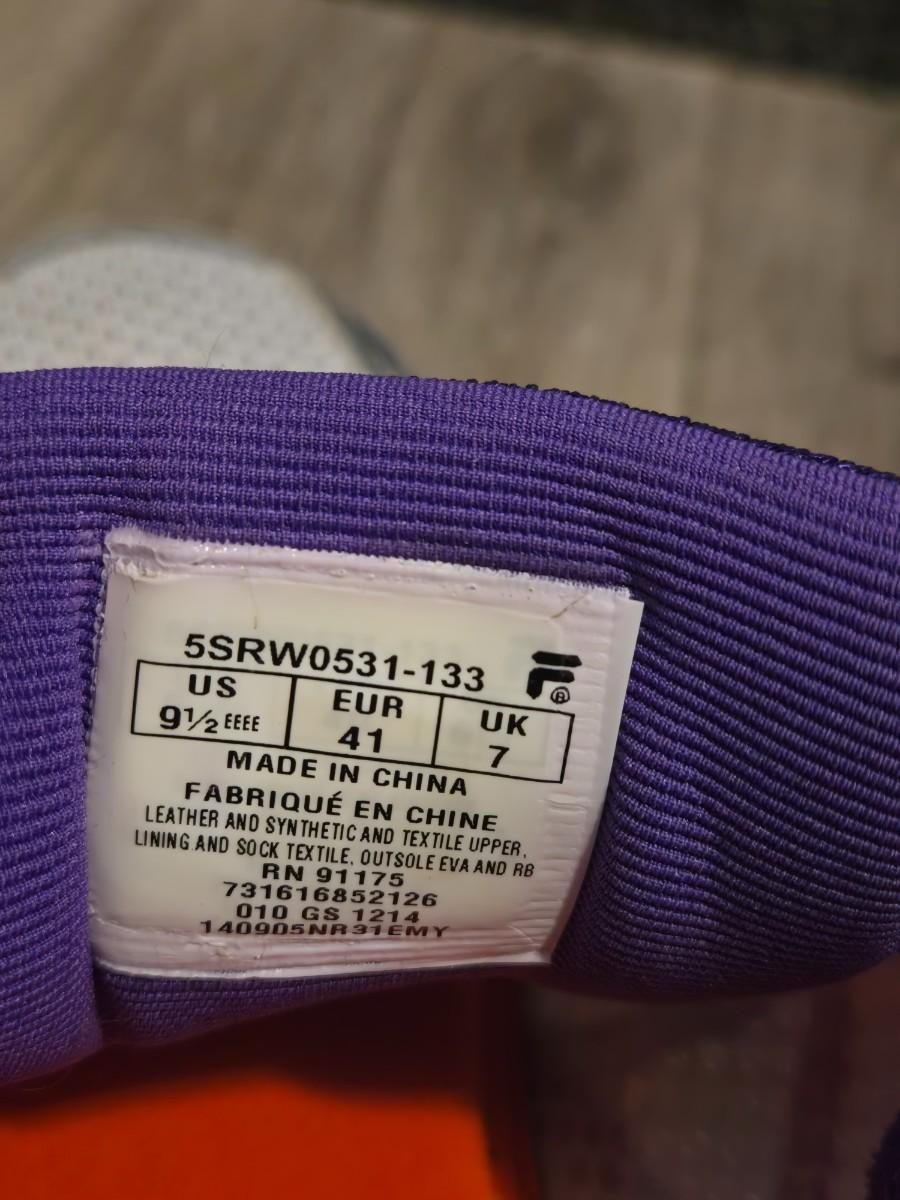 5SRW0531-133
F®
US EUR UK
9½ EEEE 41 7
MADE IN CHINA
FABRIQUÉ EN CHINE
LEATHER AND SYNTHETIC AND TEXTILE UPPER,
LINING AND SOCK TEXTILE, OUTSOLE EVA AND RB
RN 91175
731616852126
010 GS 1214
140905NR31EMY